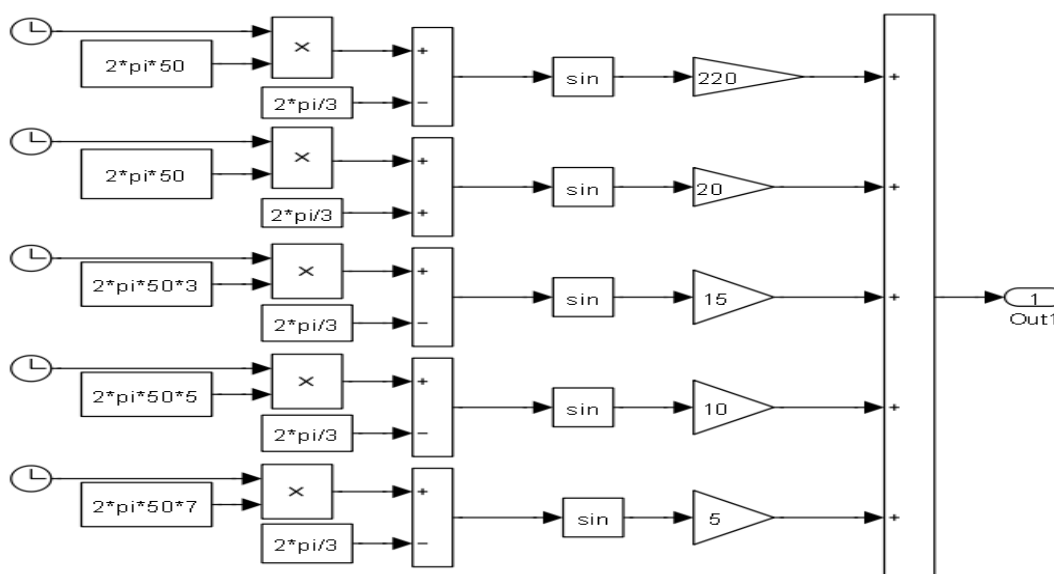 2*pi*50
×
+
2*pi/3
−
sin
220
+
2*pi*50
×
+
2*pi/3
+
sin
20
+
2*pi*50*3
×
+
2*pi/3
−
sin
15
+
1
Out1
2*pi*50*5
×
+
2*pi/3
−
sin
10
+
2*pi*50*7
×
+
2*pi/3
−
sin
5
+